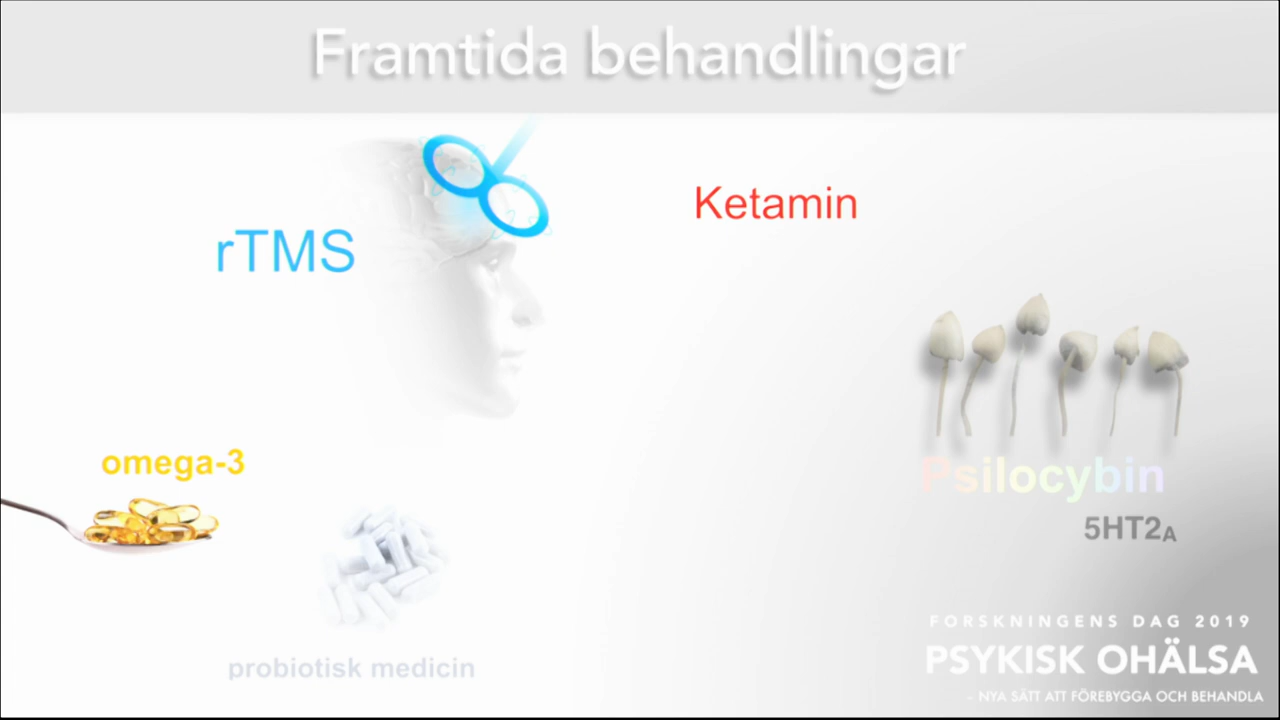 Framtida behandlingar
Ketamin
rTMS
omega-3
Psilocybin
5HT2A
probiotisk medicin
FORSKNINGENS DAG 2019
PSYKISK OHÄLSA
- NYA SÄTT ATT FÖREBYGGA OCH BEHANDLA